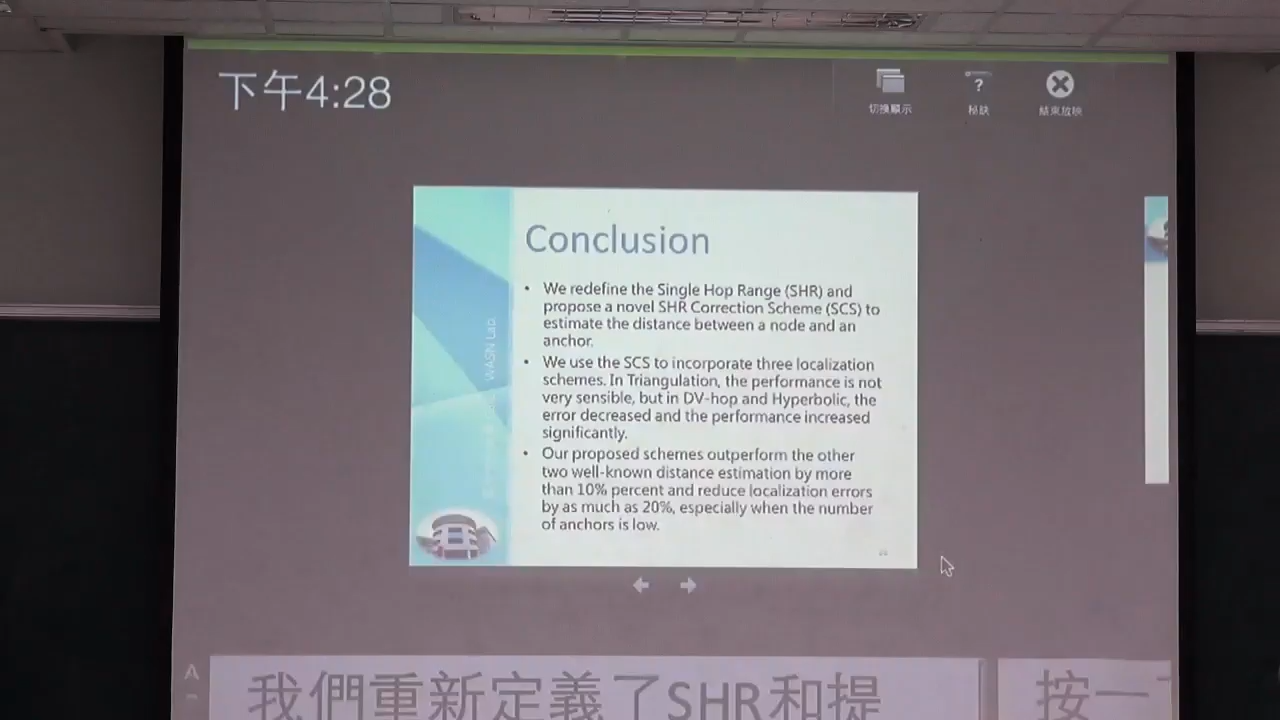 下午4:28
切換顯示
秘訣
結束放映
Conclusion
• We redefine the Single Hop Range (SHR) and
propose a novel SHR Correction Scheme (SCS) to
estimate the distance between a node and an
anchor.
• We use the SCS to incorporate three localization
schemes. In Triangulation, the performance is not
very sensible, but in DV-hop and Hyperbolic, the
error decreased and the performance increased
significantly.
• Our proposed schemes outperform the other
two well-known distance estimation by more
than 10% percent and reduce localization errors
by as much as 20%, especially when the number
of anchors is low.
WASN Lab.
A
我們重新定義了SHR和提
按一